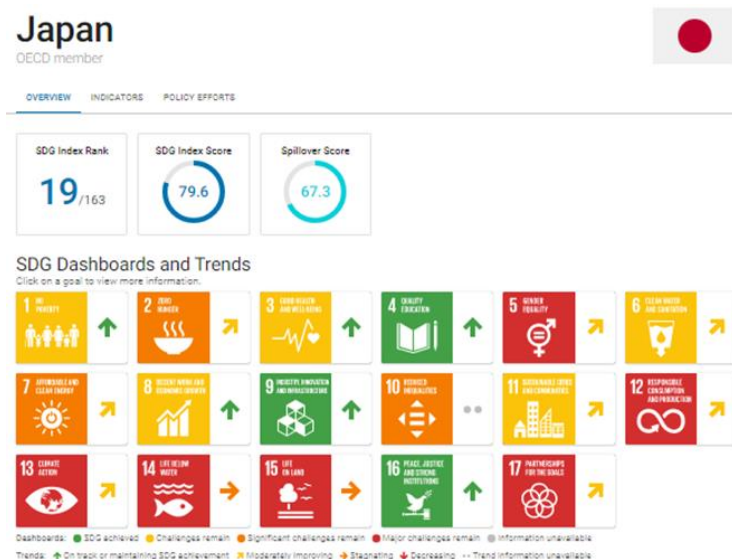 Japan
OECD member
OVERVIEW INDICATORS POLICY EFFORTS
SDG Index Rank
19/163
SDG Index Score
79.6
Spillover Score
67.3
SDG Dashboards and Trends
Click on a goal to view more information.
1 NO
POVERTY
2 ZERO
HUNGER
3 GOOD HEALTH
AND WELL-BEING
4 QUALITY
EDUCATION
5 GENDER
EQUALITY
6 CLEAN WATER
AND SANITATION
7 AFFORDABLE AND
CLEAN ENERGY
8 DECENT WORK AND
ECONOMIC GROWTH
9 INDUSTRY, INNOVATION
AND INFRASTRUCTURE
10 REDUCED
INEQUALITIES
11 SUSTAINABLE CITIES
AND COMMUNITIES
12 RESPONSIBLE
CONSUMPTION
AND PRODUCTION
13 CLIMATE
ACTION
14 LIFE BELOW
WATER
15 LIFE
ON LAND
16 PEACE, JUSTICE
AND STRONG
INSTITUTIONS
17 PARTNERSHIPS
FOR THE GOALS
Dashboards: SDG achieved Challenges remain Significant challenges remain Major challenges remain Information unavailable
Trends: On track or maintaining SDG achievement Moderately improving Stagnating Decreasing Trend information unavailable